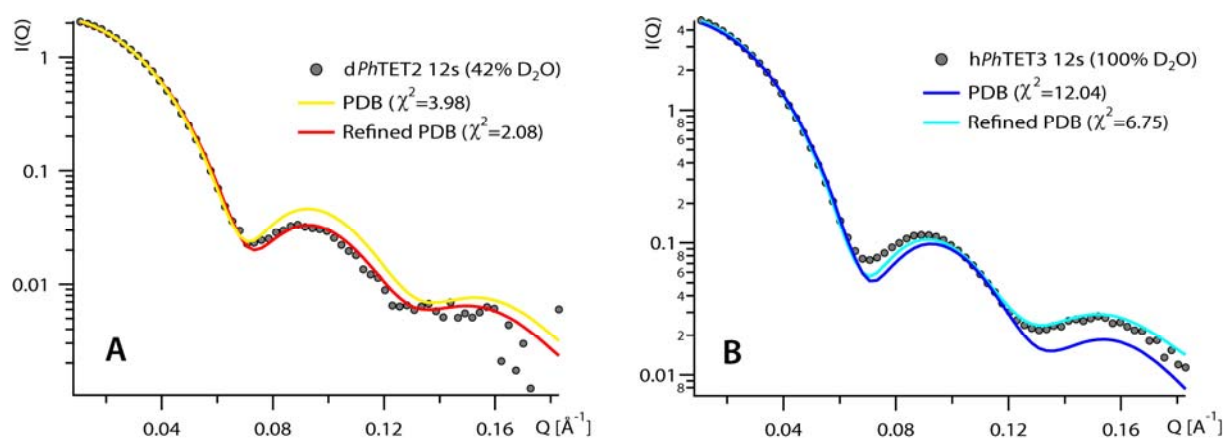 I(Q)
1
0.1
0.01
dPhTET2 12s (42% D₂O)
PDB (χ²=3.98)
Refined PDB (χ²=2.08)
A
0.04
0.08
0.12
0.16
Q [Å⁻¹]
I(Q)
4
2
1
8
6
4
2
0.1
8
6
4
2
0.01
8
hPhTET3 12s (100% D₂O)
PDB (χ²=12.04)
Refined PDB (χ²=6.75)
B
0.04
0.08
0.12
0.16
Q [A⁻¹]